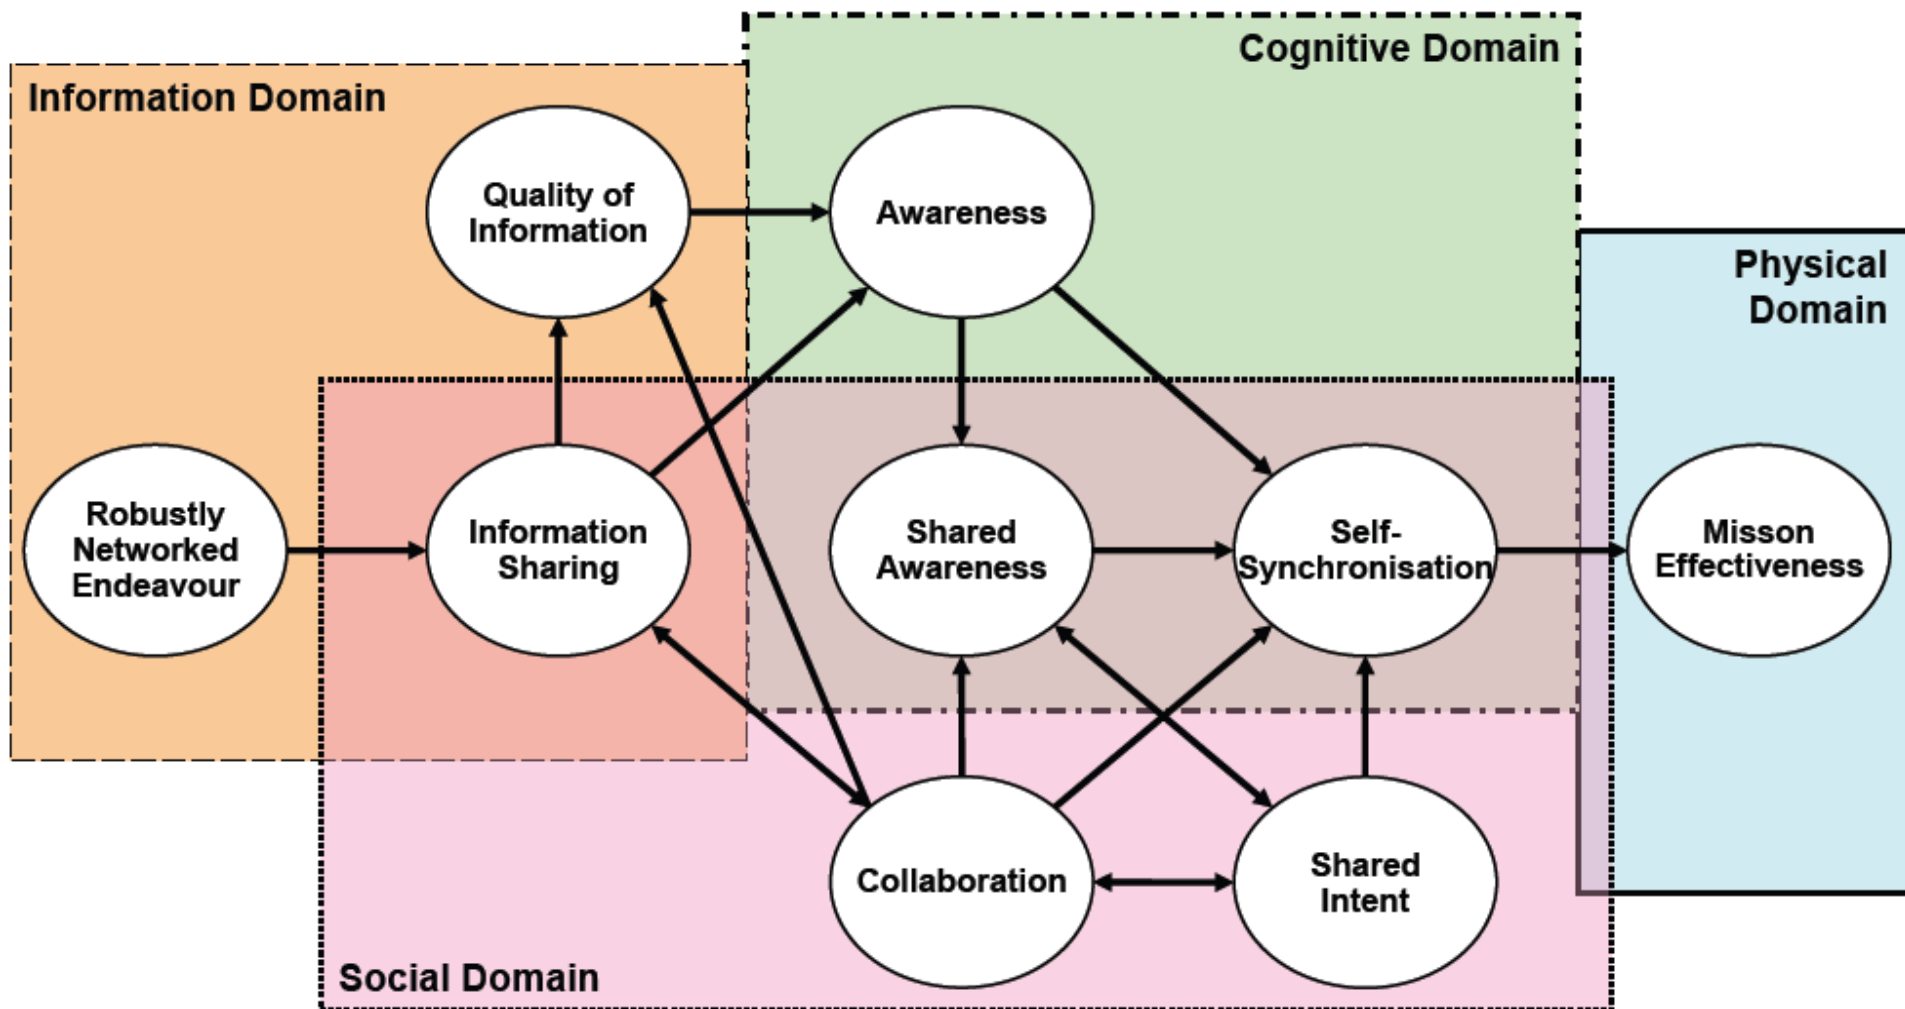 Cognitive Domain
Information Domain
Quality of
Information
Awareness
Physical
Domain
Robustly
Networked
Endeavour
Information
Sharing
Shared
Awareness
Self-
Synchronisation
Misson
Effectiveness
Collaboration
Shared
Intent
Social Domain